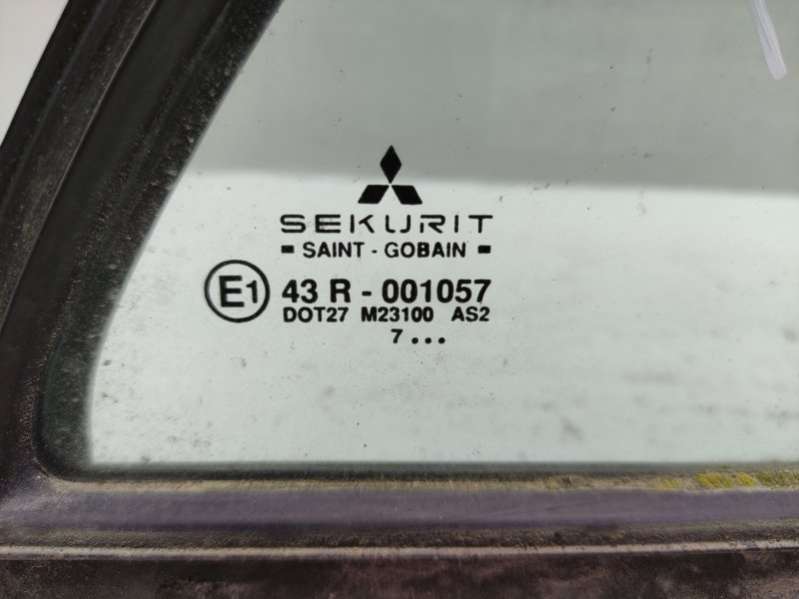 SEKURIT
SAINT - GOBAIN
E1 43 R - 001057
DOT27 M23100 AS2
7 ...